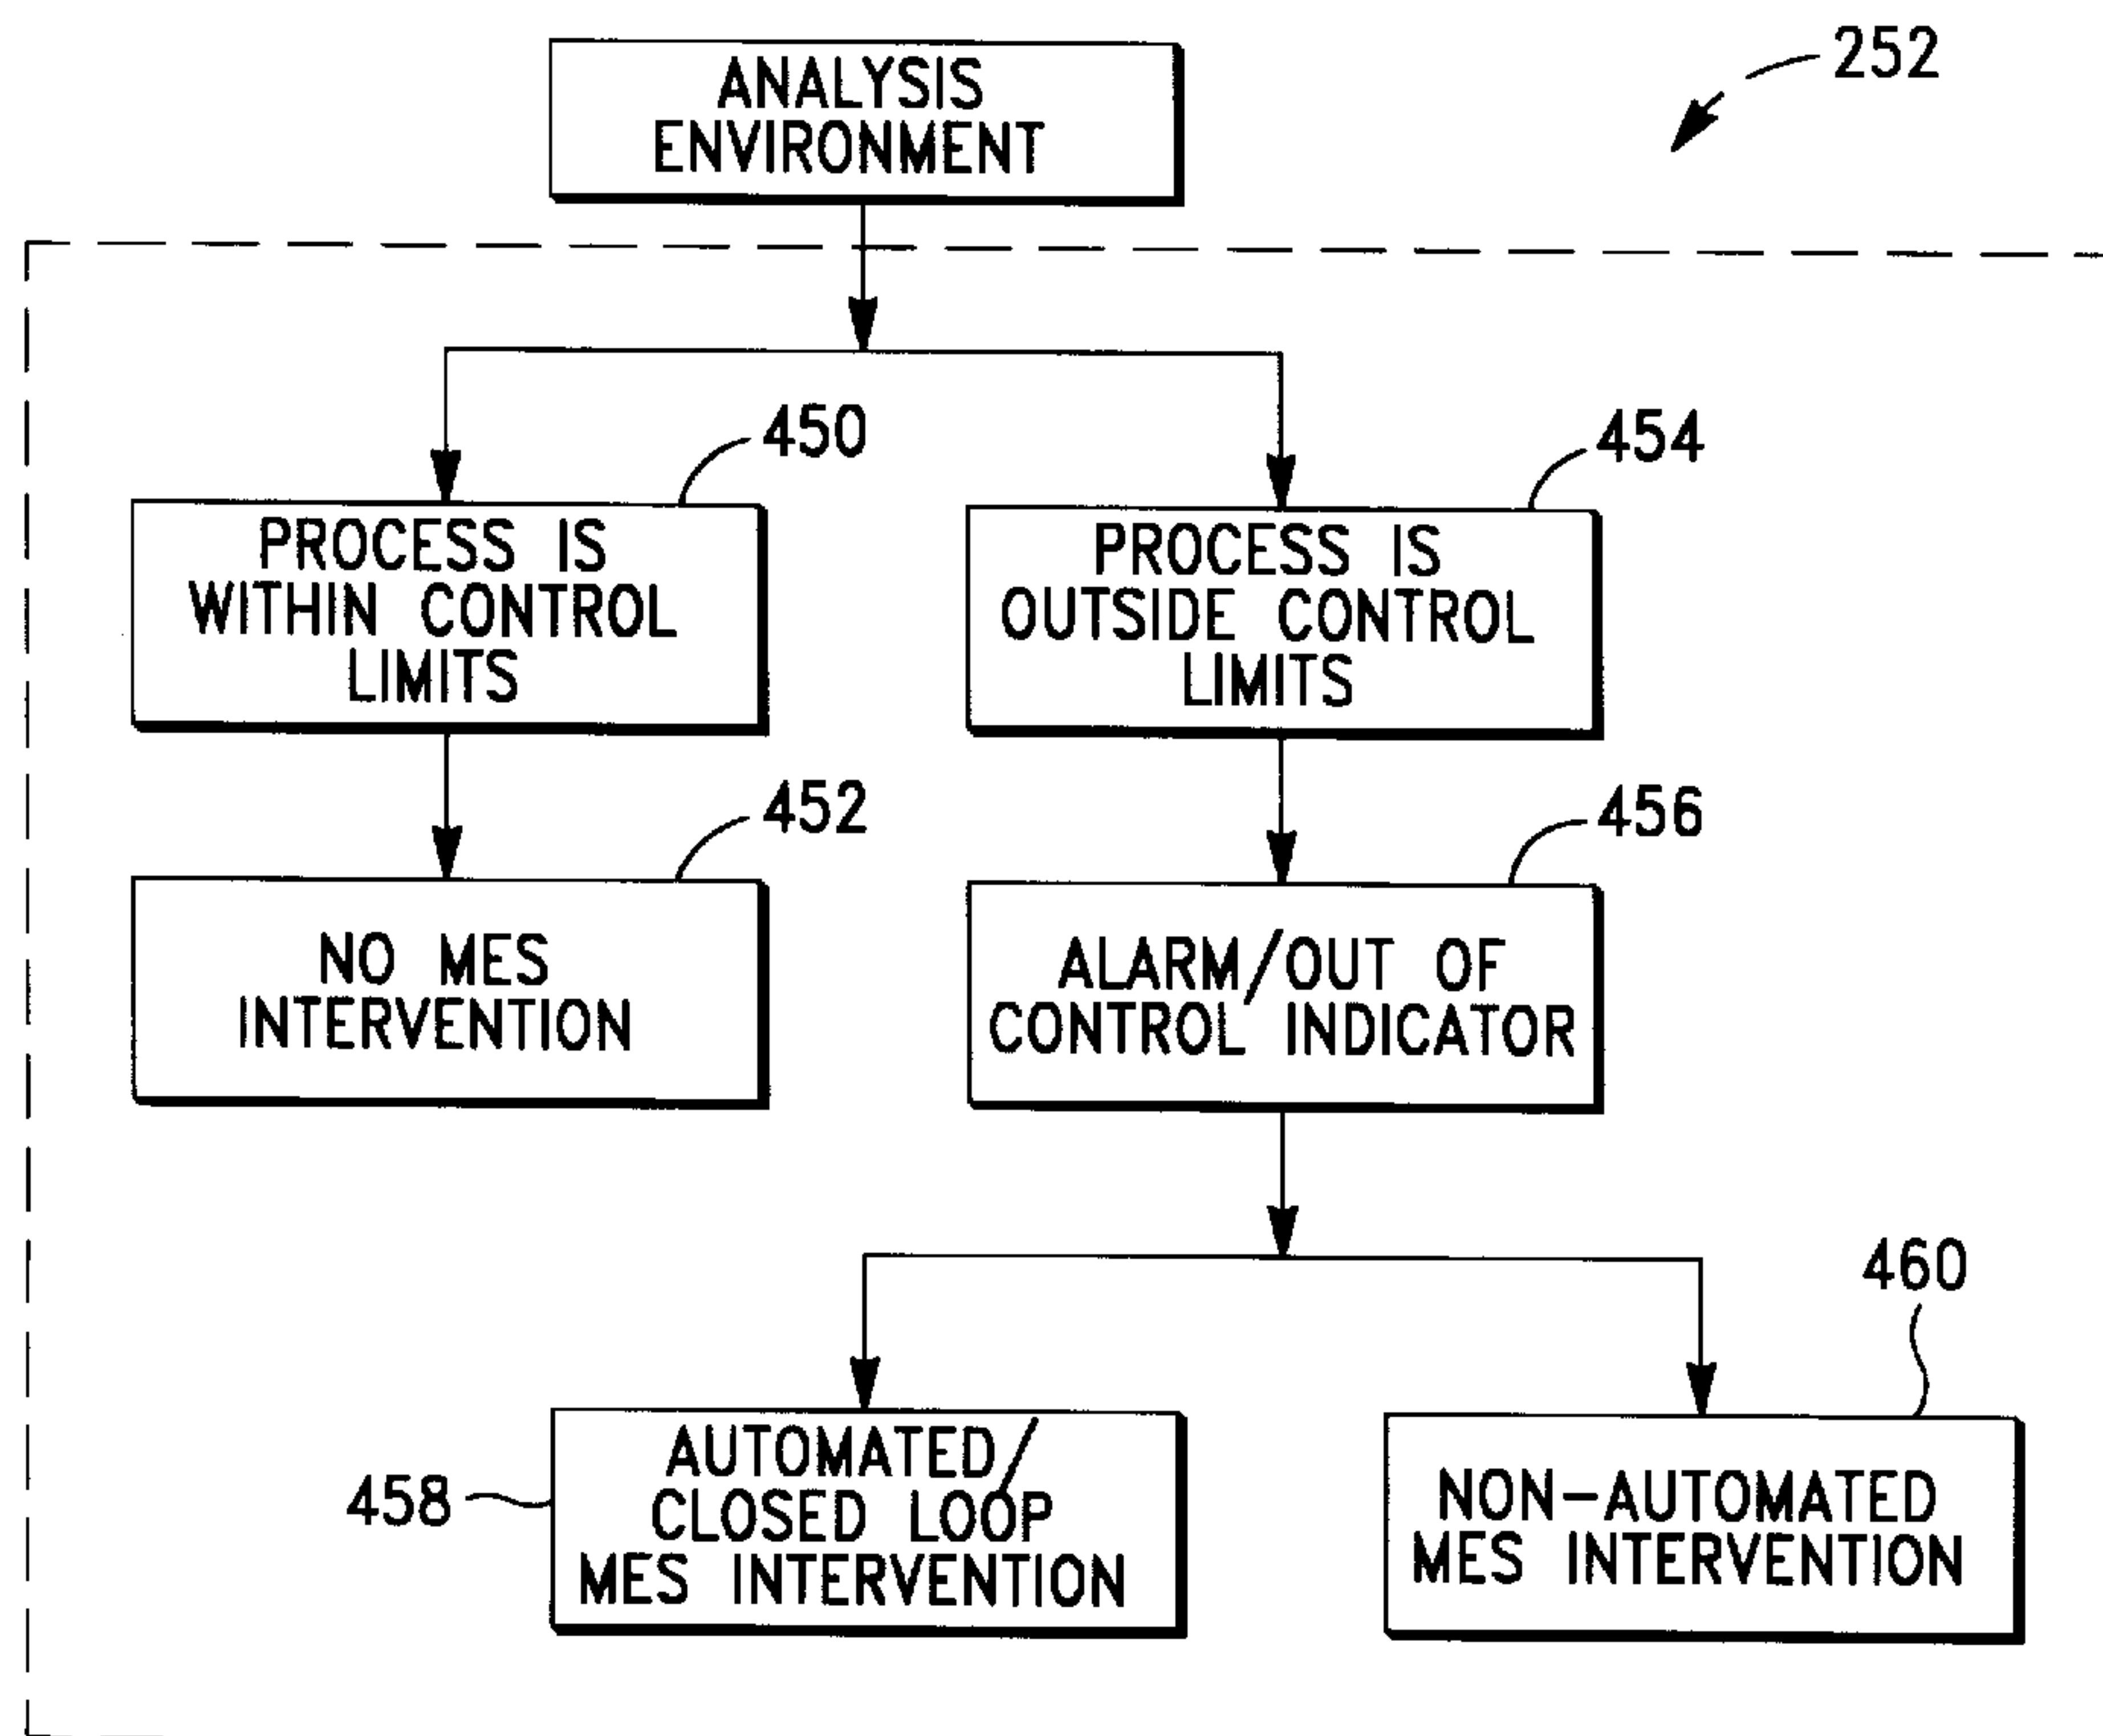 252
ANALYSIS
ENVIRONMENT
450
454
PROCESS IS
WITHIN CONTROL
LIMITS
PROCESS IS
OUTSIDE CONTROL
LIMITS
452
456
NO MES
INTERVENTION
ALARM/OUT OF
CONTROL INDICATOR
460
458
AUTOMATED/
CLOSED LOOP
MES INTERVENTION
NON-AUTOMATED
MES INTERVENTION